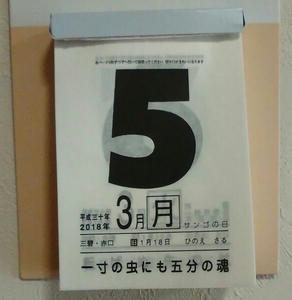 5
平成三十年
2018年
3月
月
サンゴの日
三碧・赤口
旧1月18日
ひのえ さる
一寸の虫にも五分の魂